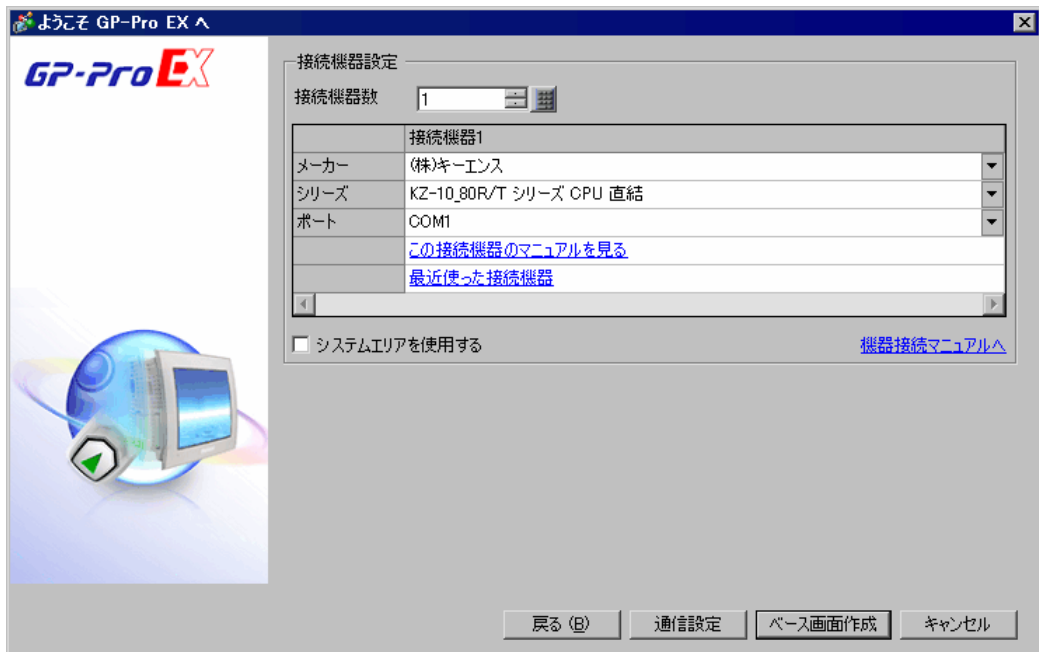 ようこそ GP-Pro EX へ
GP-Pro EX
接続機器設定
接続機器数 1
接続機器1
メーカー (株)キーエンス
シリーズ KZ-10_80R/T シリーズ CPU 直結
ポート COM1
この接続機器のマニュアルを見る
最近使った接続機器
システムエリアを使用する 機器接続マニュアルへ
戻る (B) 通信設定 ベース画面作成 キャンセル